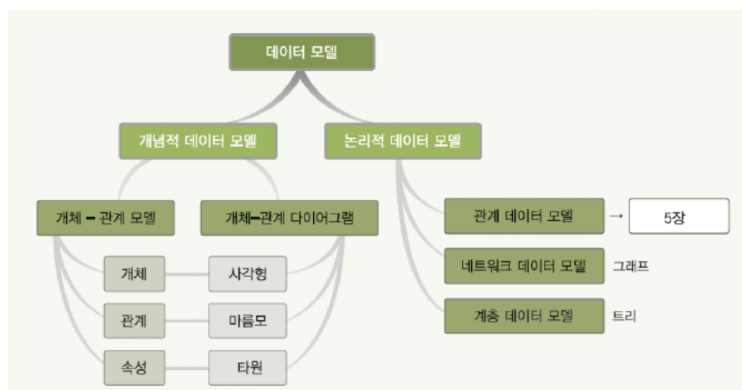 데이터 모델
개념적 데이터 모델
논리적 데이터 모델
개체 – 관계 모델
개체–관계 다이어그램
관계 데이터 모델 → 5장
네트워크 데이터 모델 그래프
계층 데이터 모델 트리
개체 사각형
관계 마름모
속성 타원